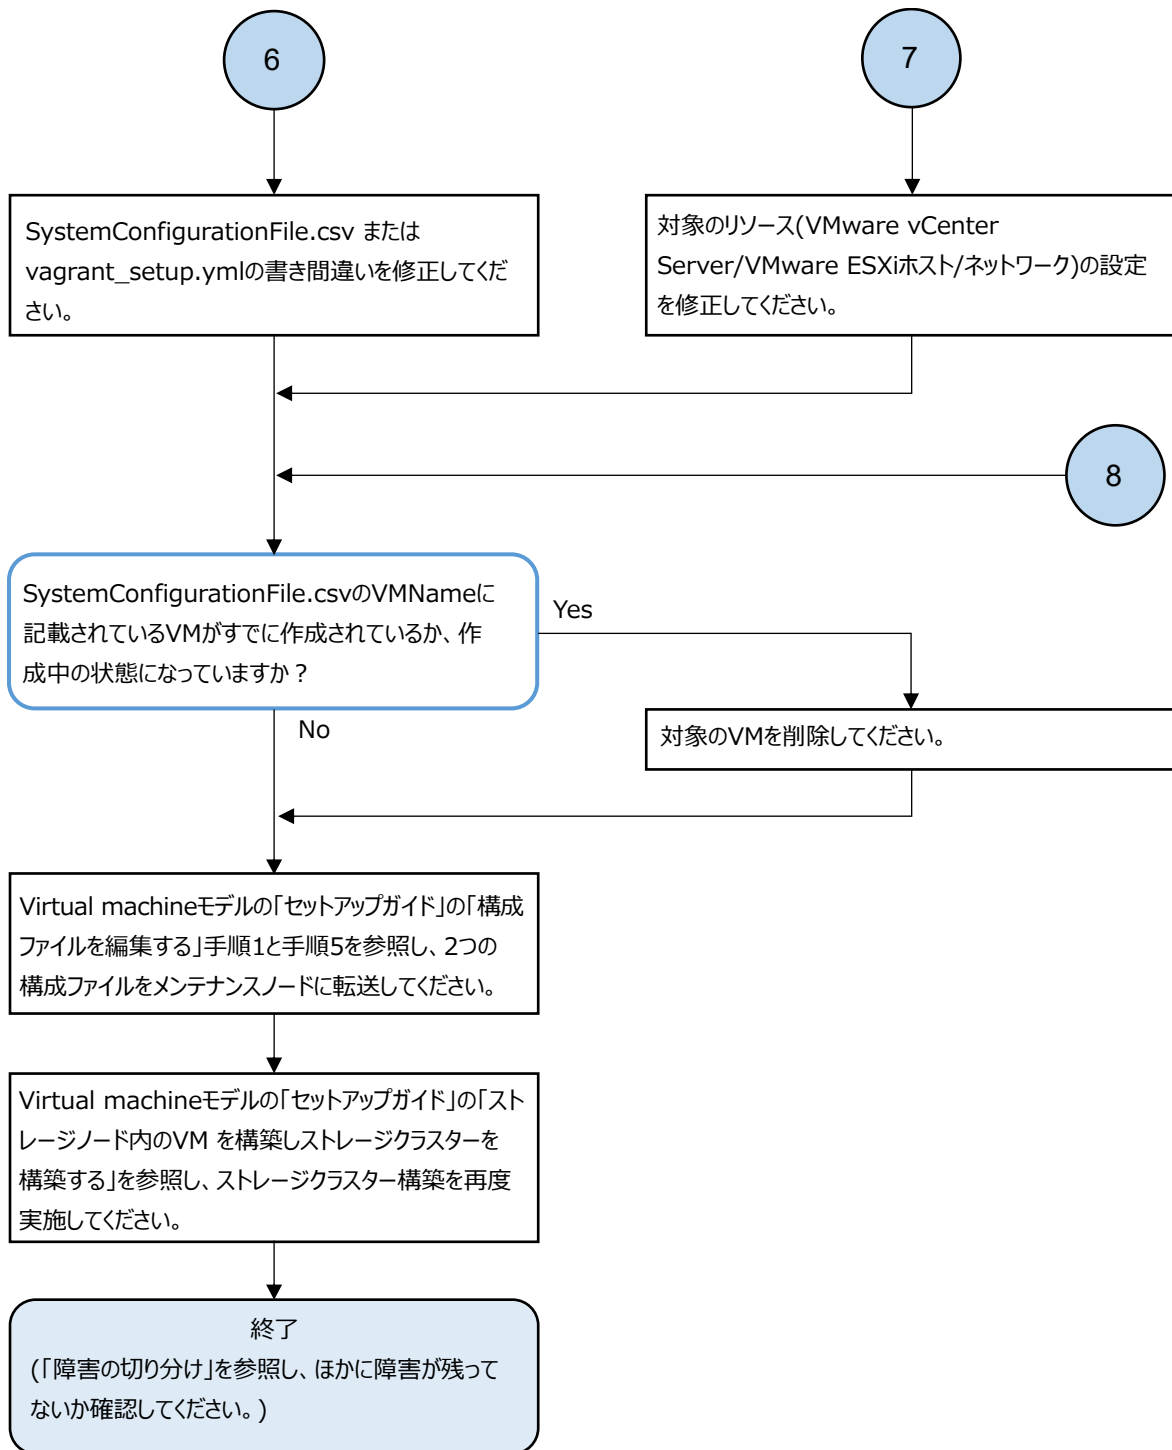 6
7
SystemConfigurationFile.csv または
vagrant_setup.ymlの書き間違いを修正してくだ
さい。
対象のリソース(VMware vCenter
Server/VMware ESXiホスト/ネットワーク)の設定
を修正してください。
8
SystemConfigurationFile.csvのVMNameに
記載されているVMがすでに作成されているか、作
成中の状態になっていますか？
Yes
No
対象のVMを削除してください。
Virtual machineモデルの「セットアップガイド」の「構成
ファイルを編集する」手順1と手順5を参照し、2つの
構成ファイルをメンテナンスノードに転送してください。
Virtual machineモデルの「セットアップガイド」の「スト
レージノード内のVM を構築しストレージクラスターを
構築する」を参照し、ストレージクラスター構築を再度
実施してください。
終了
(「障害の切り分け」を参照し、ほかに障害が残って
ないか確認してください。)